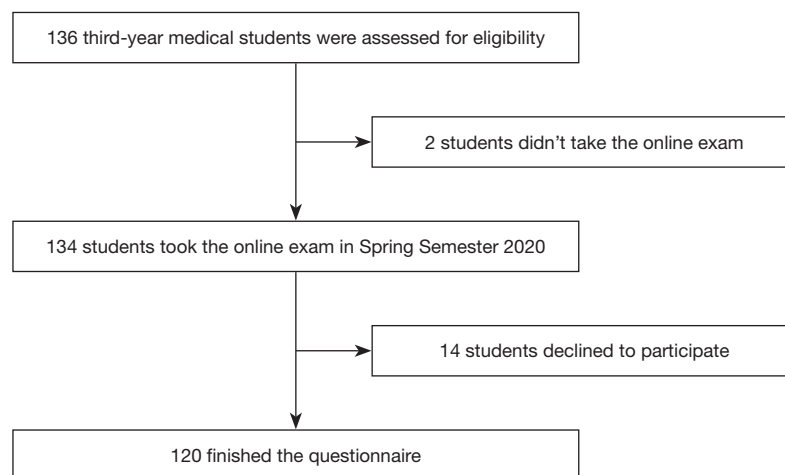 136 third-year medical students were assessed for eligibility
2 students didn’t take the online exam
134 students took the online exam in Spring Semester 2020
14 students declined to participate
120 finished the questionnaire